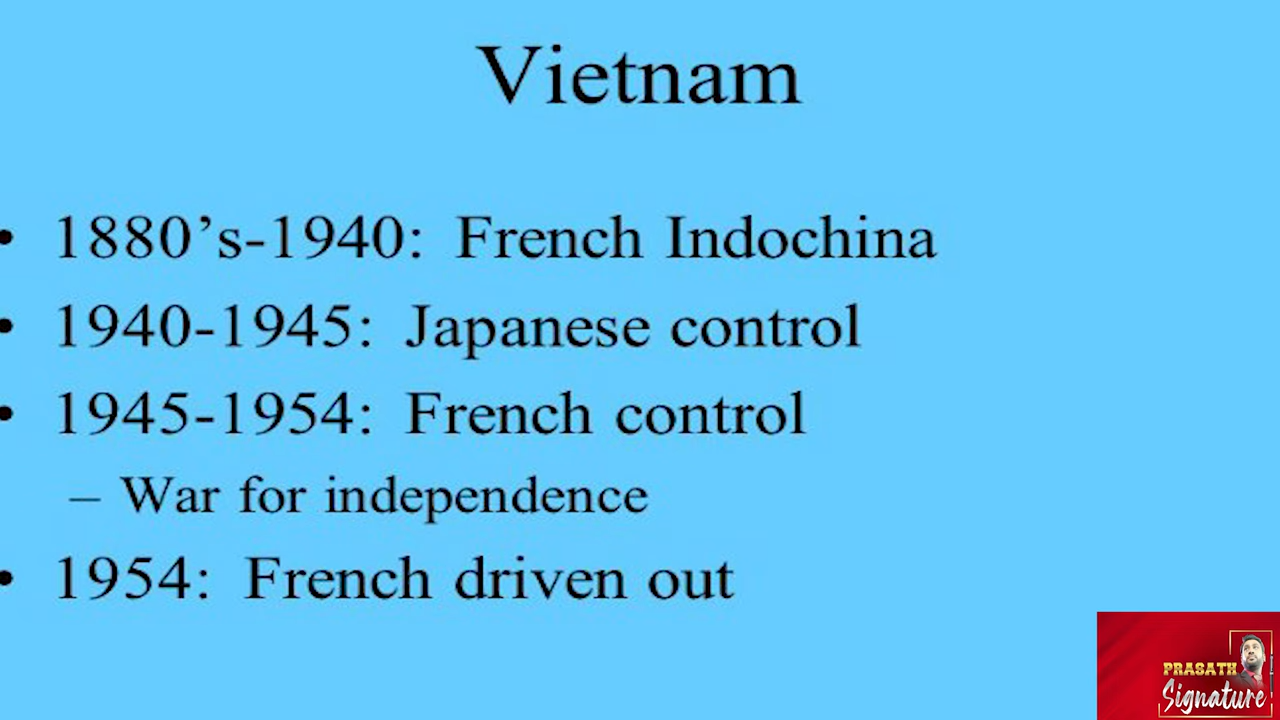 Vietnam
• 1880’s-1940: French Indochina
• 1940-1945: Japanese control
• 1945-1954: French control
– War for independence
• 1954: French driven out
PRASATH
Signature